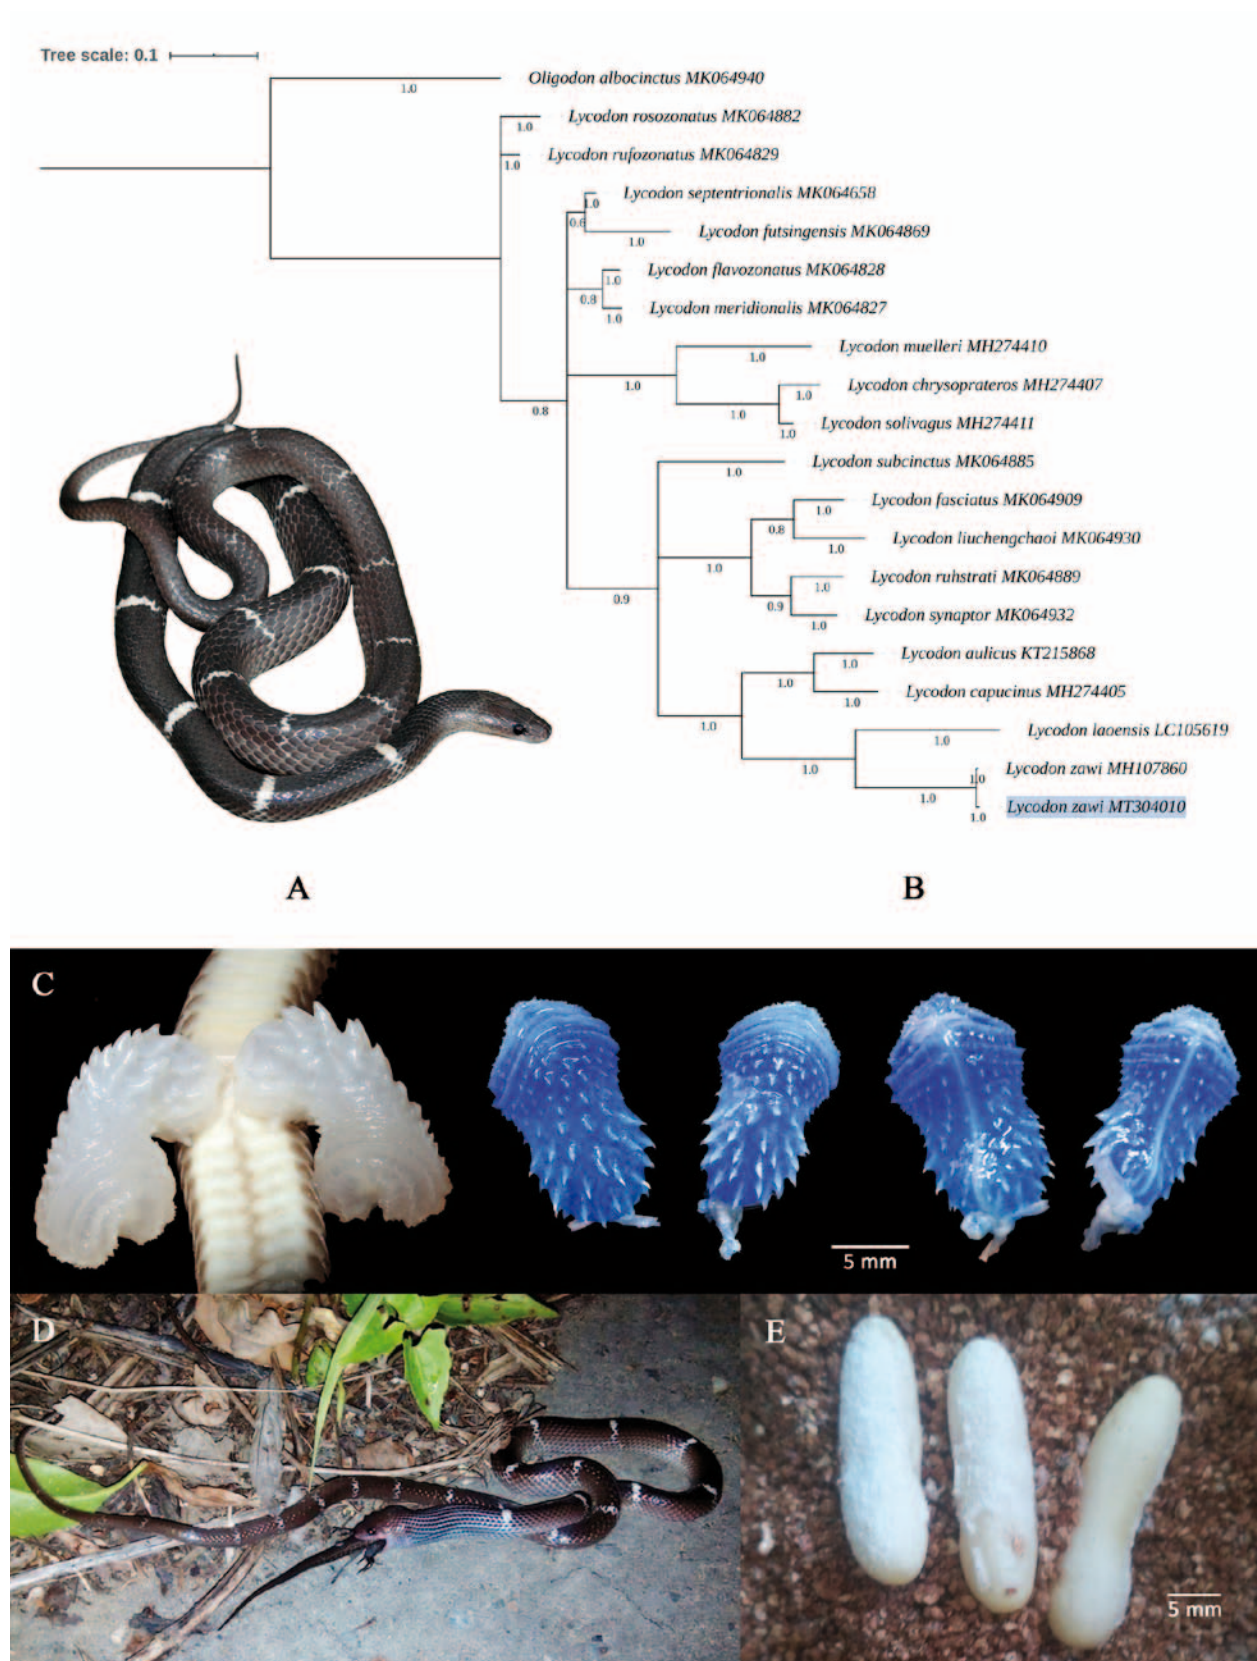 Tree scale: 0.1
Oligodon albocinctus MK064940
1.0
Lycodon rosozonatus MK064882
1.0
Lycodon rufozonatus MK064829
1.0
Lycodon septentrionalis MK064658
1.0
0.6
Lycodon futsingensis MK064869
1.0
Lycodon flavozonatus MK064828
1.0
0.8
Lycodon meridionalis MK064827
1.0
Lycodon muelleri MH274410
1.0
Lycodon chrysoprateros MH274407
1.0
1.0
1.0
Lycodon solivagus MH274411
1.0
0.8
Lycodon subcinctus MK064885
1.0
Lycodon fasciatus MK064909
1.0
0.8
Lycodon liuchengchaoi MK064930
1.0
1.0
Lycodon ruhstrati MK064889
1.0
0.9
0.9
Lycodon synaptor MK064932
1.0
Lycodon aulicus KT215868
1.0
1.0
Lycodon capucinus MH274405
1.0
1.0
Lycodon laoensis LC105619
1.0
1.0
Lycodon zawi MH107860
1.0
1.0
Lycodon zawi MT304010
1.0
A
B
C
5 mm
D
E
5 mm